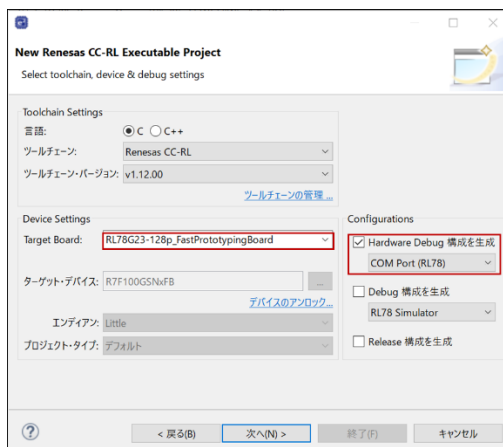 New Renesas CC-RL Executable Project
Select toolchain, device & debug settings
Toolchain Settings
言語: C C++
ツールチェーン: Renesas CC-RL
ツールチェーン・バージョン: v1.12.00
ツールチェーンの管理 ...
Device Settings
Target Board: RL78G23-128p_FastPrototypingBoard
ターゲット・デバイス: R7F100GSNxFB ...
デバイスのアンロック...
エンディアン: Little
プロジェクト・タイプ: デフォルト
Configurations
Hardware Debug 構成を生成
COM Port (RL78)
Debug 構成を生成
RL78 Simulator
Release 構成を生成
? < 戻る(B) 次へ(N) > 終了(F) キャンセル